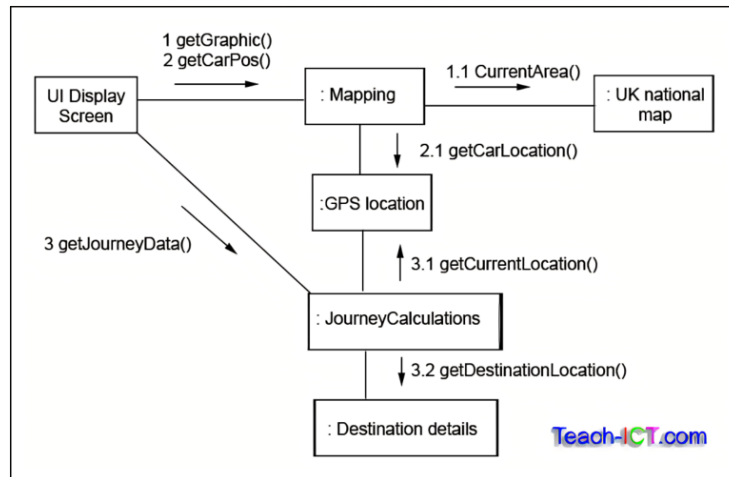 1 getGraphic()
2 getCarPos()
1.1 CurrentArea()
UI Display
Screen
: Mapping
: UK national
map
2.1 getCarLocation()
:GPS location
3 getJourneyData()
3.1 getCurrentLocation()
: JourneyCalculations
3.2 getDestinationLocation()
: Destination details
Teach-ICT.com